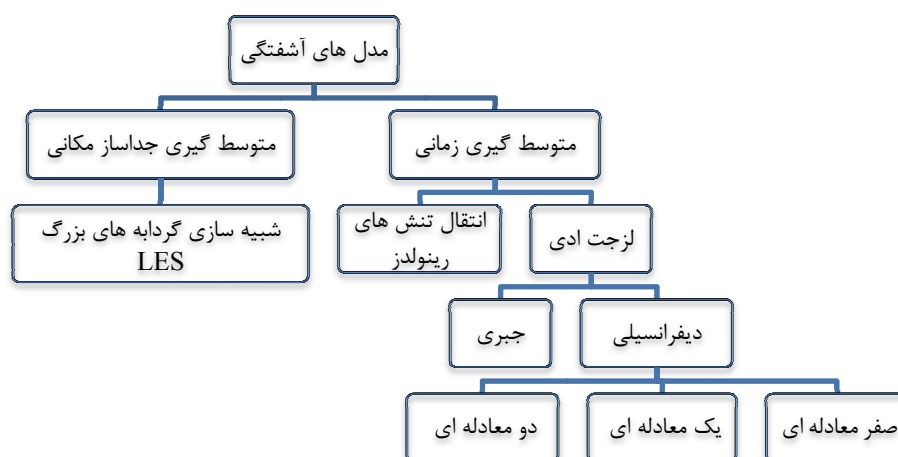 مدل های آشفتگی
متوسط گیری زمانی
متوسط گیری جداساز مکانی
لزجت ادی
انتقال تنش های
رینولدز
شبیه سازی گردابه های بزرگ
LES
دیفرانسیلی
جبری
صفر معادله ای
یک معادله ای
دو معادله ای